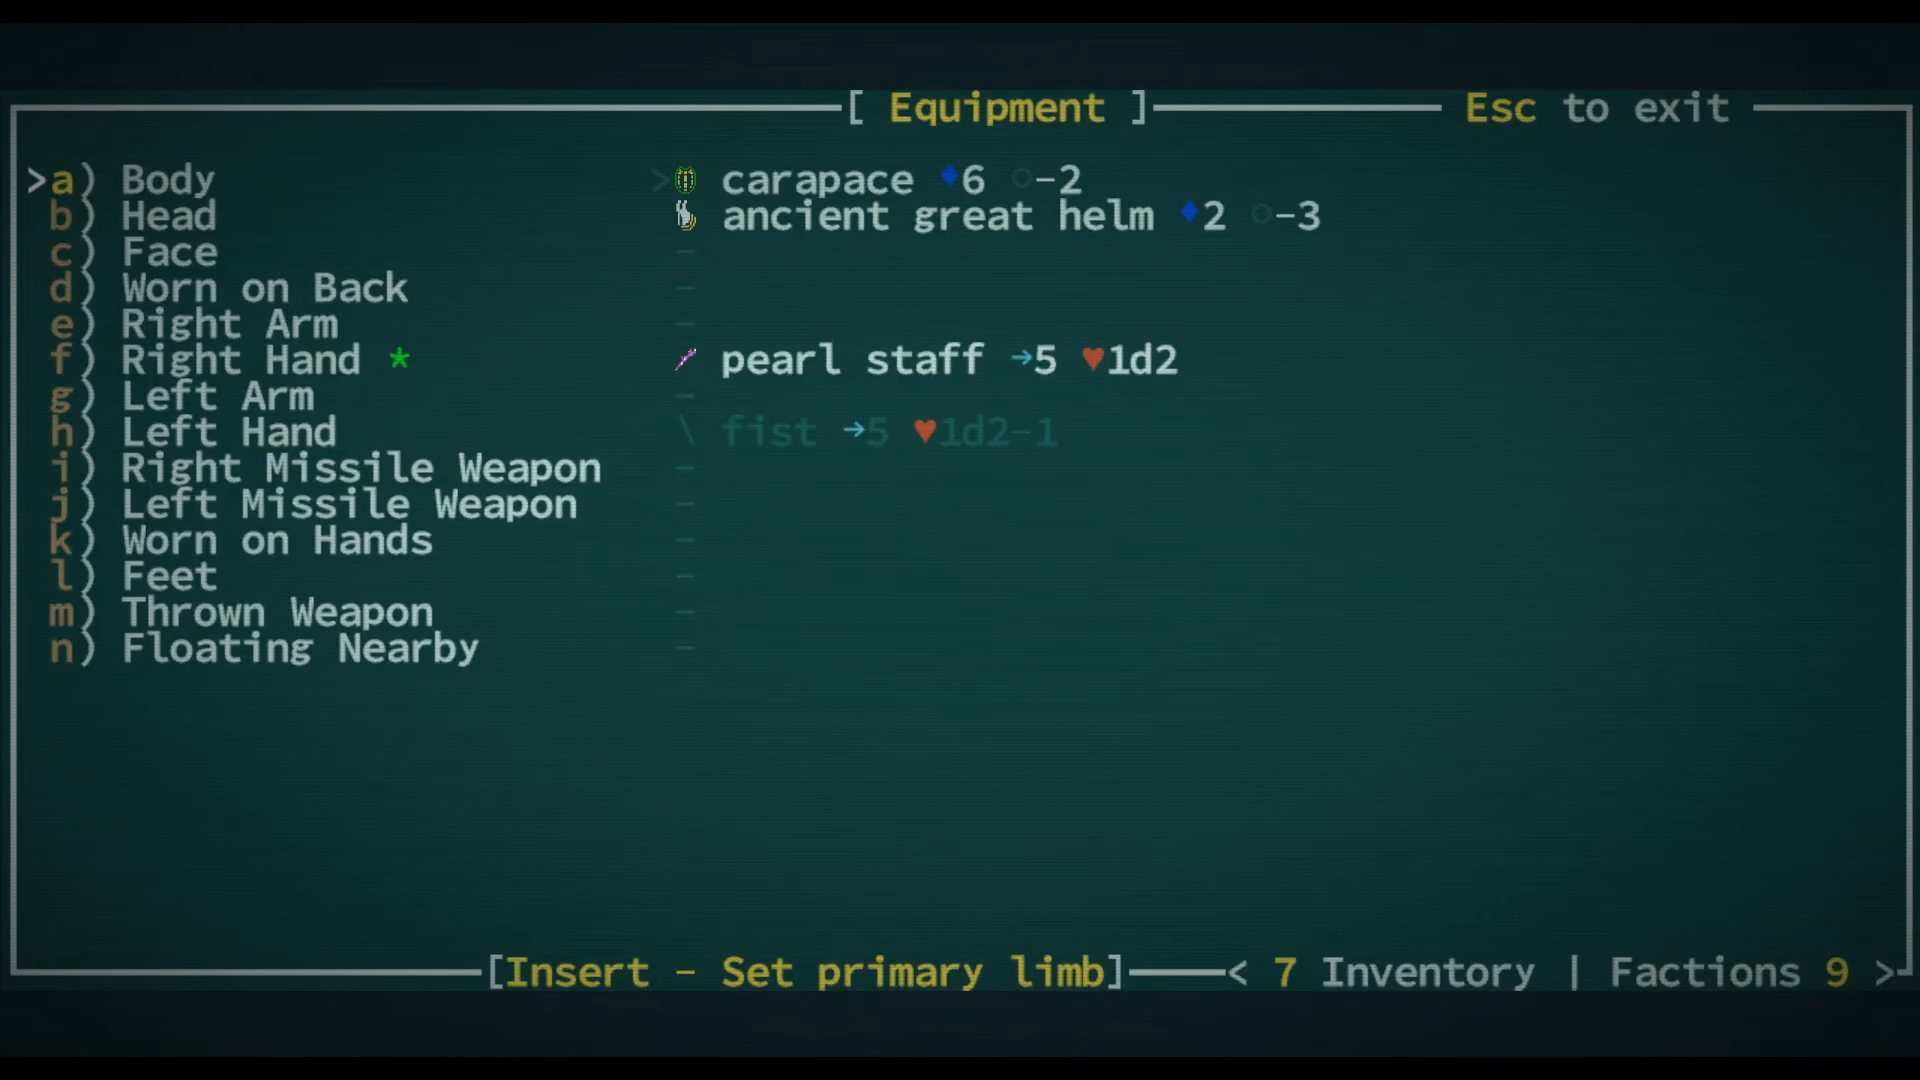 [ Equipment ] Esc to exit
>a) Body >carapace ♦6 ○-2
b) Head ancient great helm ♦2 ○-3
c) Face -
d) Worn on Back -
e) Right Arm -
f) Right Hand * pearl staff →5 ♥1d2
g) Left Arm -
h) Left Hand \ fist →5 ♥1d2-1
i) Right Missile Weapon -
j) Left Missile Weapon -
k) Worn on Hands -
l) Feet -
m) Thrown Weapon -
n) Floating Nearby -
[Insert - Set primary limb] < 7 Inventory | Factions 9 >